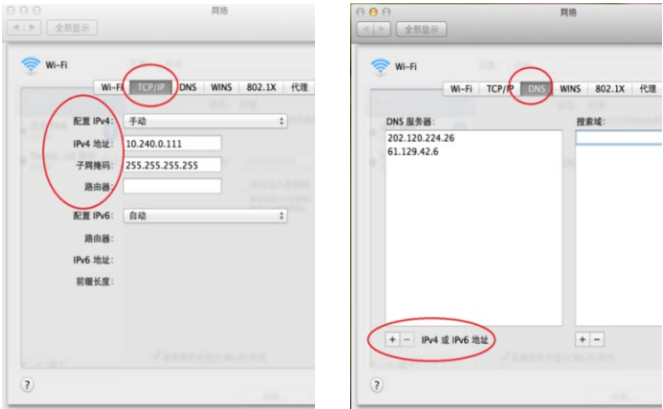 网络
全部显示
Wi-Fi
Wi-Fi TCP/IP DNS WINS 802.1X 代理
配置 IPv4: 手动
IPv4 地址: 10.240.0.111
子网掩码: 255.255.255.255
路由器:
配置 IPv6: 自动
路由器:
IPv6 地址:
前缀长度:
?
网络
全部显示
Wi-Fi
Wi-Fi TCP/IP DNS WINS 802.1X 代理
DNS 服务器: 搜索域:
202.120.224.26
61.129.42.6
+ − IPv4 或 IPv6 地址 + −
?